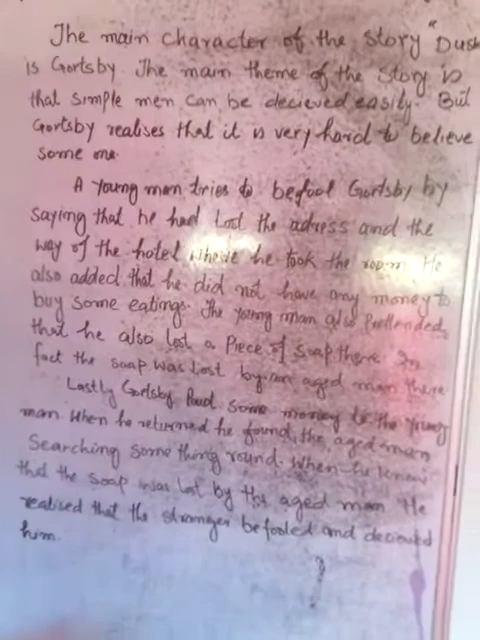 The main character of the story "Dusk
is Gortsby The main theme of the story is
that simple men can be decieved easily. But
Gortsby realises that it is very hard to believe
some one.
A young man tries to befool Gortsby by
saying that he had lost the adress and the
way of the hotel where he took the room He
also added that he did not have any money to
buy some eatings. The young man also Prettended
that he also lost a Piece of soap there. In
fact the soap was lost by an aged man there
Lastly Gortsby Paid some money to the young
man. When he returned he found the aged man
Searching some thing round. When he knew
that the soap was lost by the aged man He
realised that the stranger befooled and decieved
him.